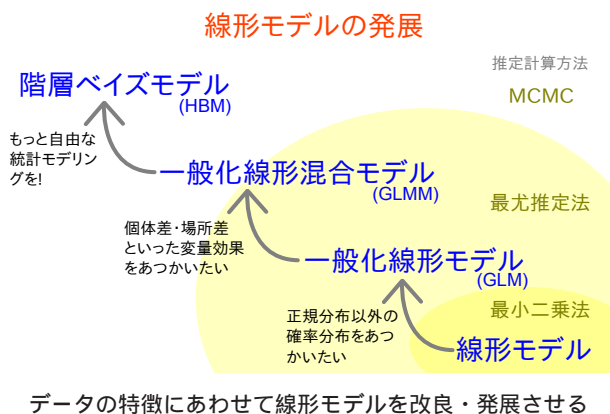 線形モデルの発展
推定計算方法
MCMC
階層ベイズモデル
(HBM)
もっと自由な
統計モデリン
グを!
一般化線形混合モデル
(GLMM)
最尤推定法
個体差・場所差
といった変量効果
をあつかいたい
一般化線形モデル
(GLM)
最小二乗法
正規分布以外の
確率分布をあつ
かいたい
線形モデル
データの特徴にあわせて線形モデルを改良・発展させる